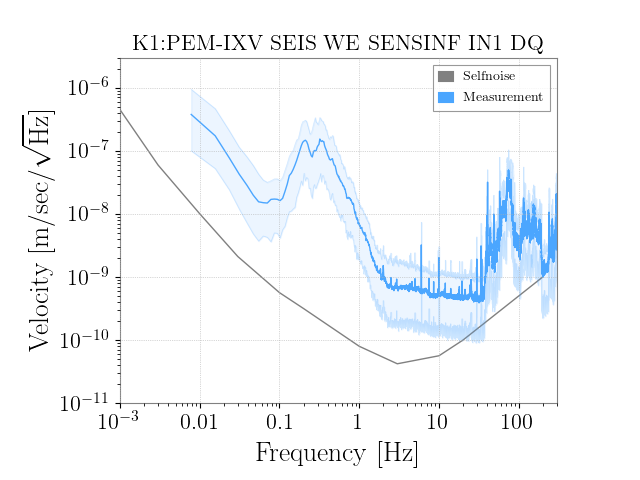 K1:PEM-IXV SEIS WE SENSINF IN1 DQ
Selfnoise
Measurement
Velocity [m/sec/√Hz]
10⁻⁶
10⁻⁷
10⁻⁸
10⁻⁹
10⁻¹⁰
10⁻¹¹
10⁻³ 0.01 0.1 1 10 100
Frequency [Hz]